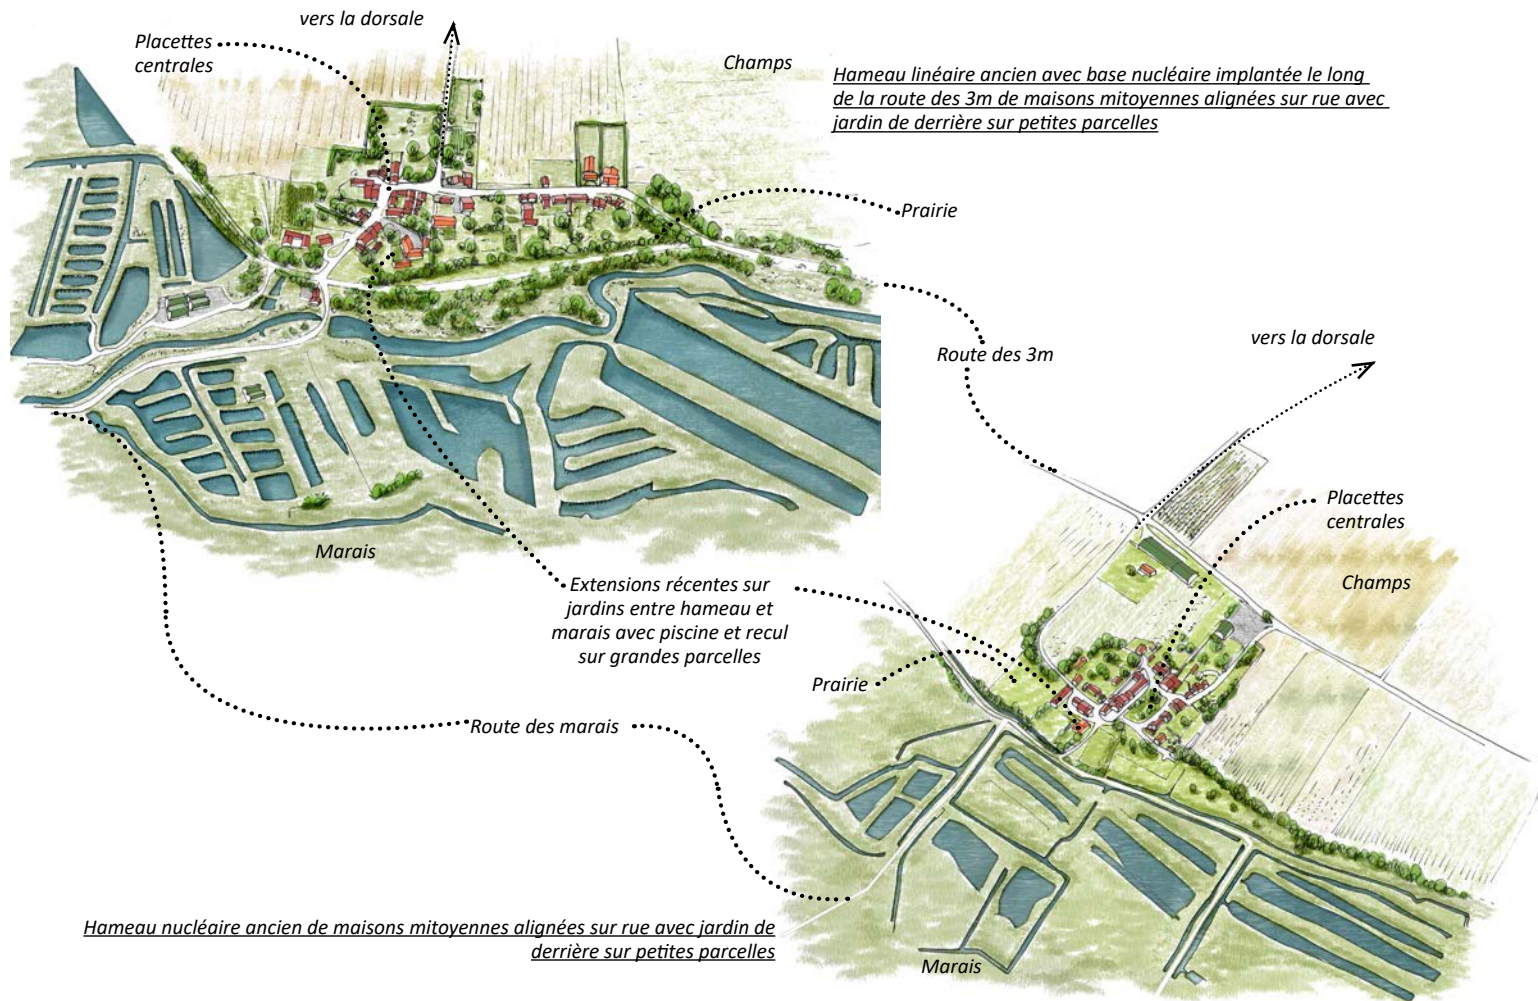 vers la dorsale
Placettes
centrales
Champs
Hameau linéaire ancien avec base nucléaire implantée le long
de la route des 3m de maisons mitoyennes alignées sur rue avec
jardin de derrière sur petites parcelles
Prairie
Route des 3m
vers la dorsale
Placettes
centrales
Marais
Champs
Extensions récentes sur
jardins entre hameau et
marais avec piscine et recul
sur grandes parcelles
Prairie
Route des marais
Hameau nucléaire ancien de maisons mitoyennes alignées sur rue avec jardin de
derrière sur petites parcelles
Marais